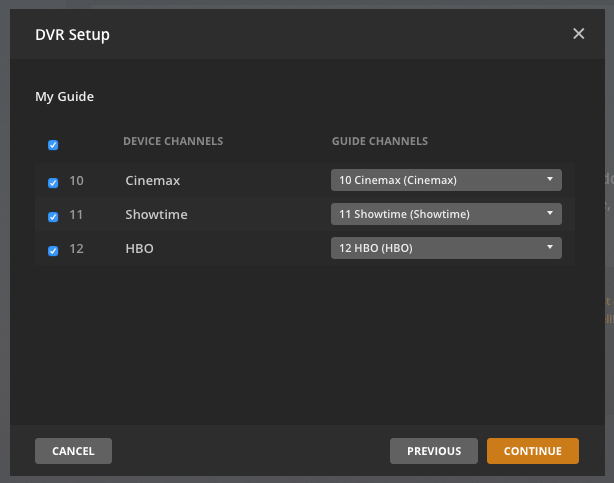 DVR Setup
My Guide
DEVICE CHANNELS GUIDE CHANNELS
10 Cinemax 10 Cinemax (Cinemax)
11 Showtime 11 Showtime (Showtime)
12 HBO 12 HBO (HBO)
CANCEL PREVIOUS CONTINUE